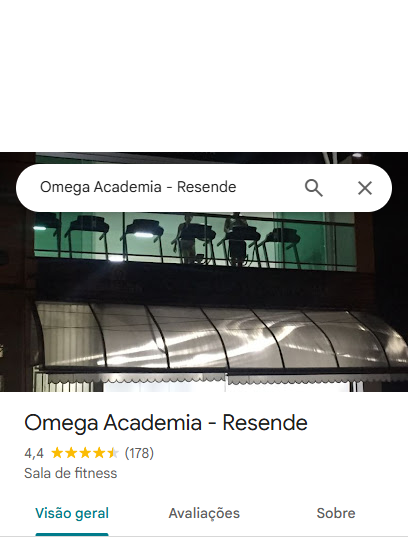 Omega Academia - Resende
Omega Academia - Resende
4,4 (178)
Sala de fitness
Visão geral Avaliações Sobre